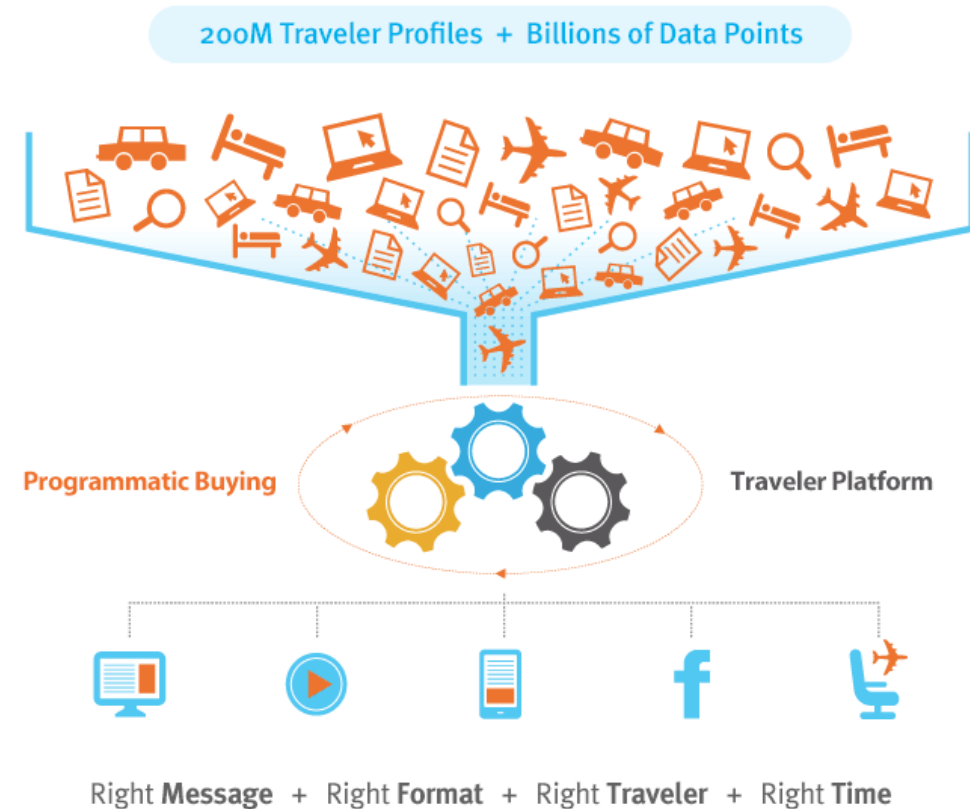 200M Traveler Profiles + Billions of Data Points
Programmatic Buying
Traveler Platform
Right Message + Right Format + Right Traveler + Right Time